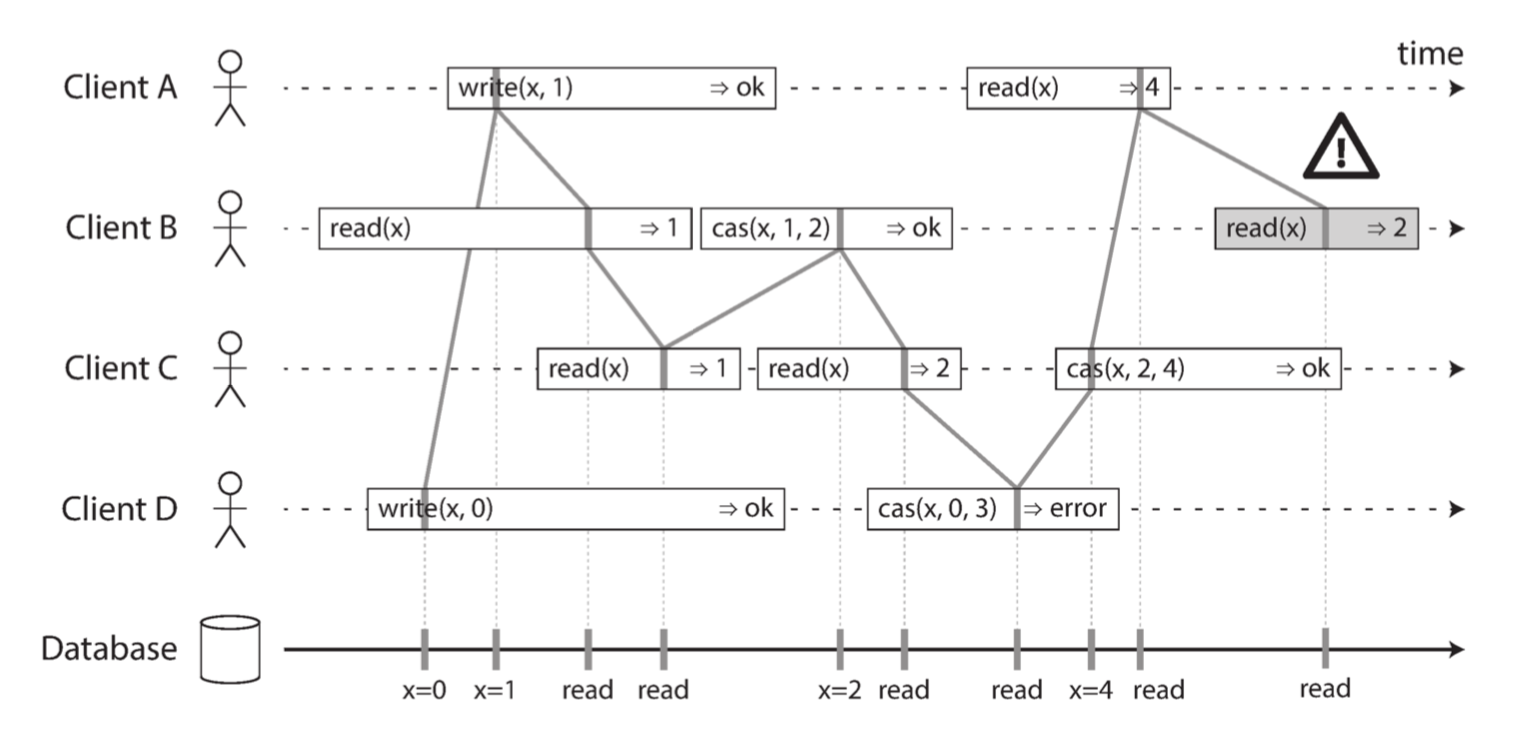 time
Client A write(x, 1) ⇒ ok read(x) ⇒ 4
!
Client B read(x) ⇒ 1 cas(x, 1, 2) ⇒ ok read(x) ⇒ 2
Client C read(x) ⇒ 1 read(x) ⇒ 2 cas(x, 2, 4) ⇒ ok
Client D write(x, 0) ⇒ ok cas(x, 0, 3) ⇒ error
Database
x=0 x=1 read read x=2 read read x=4 read read